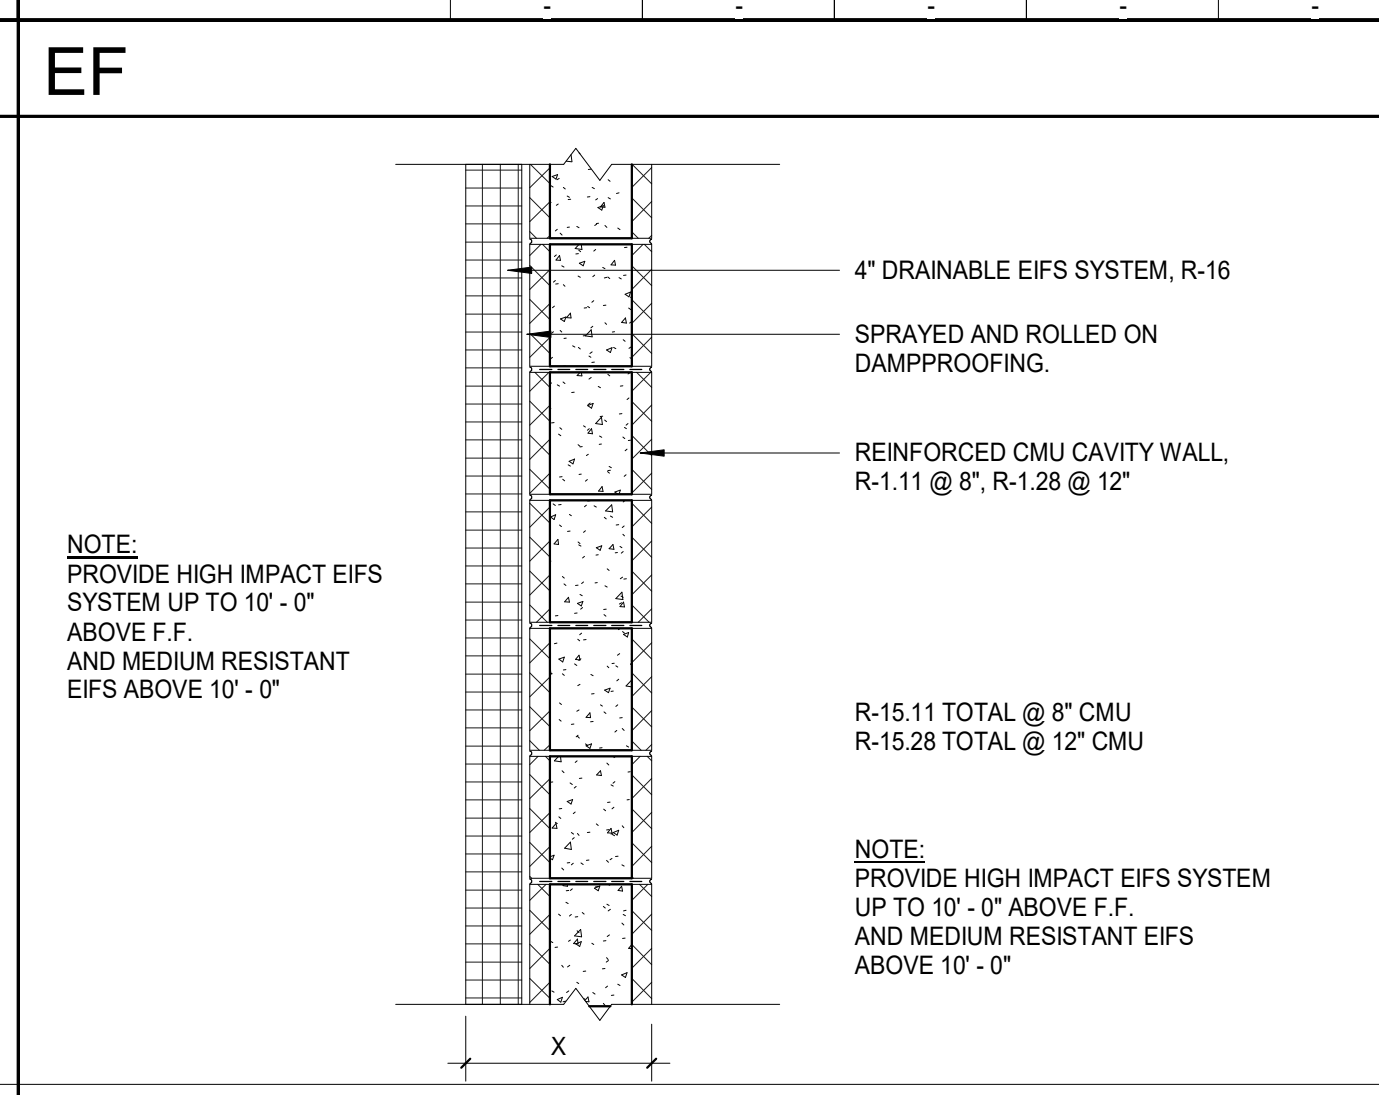 - - - - -
EF
4" DRAINABLE EIFS SYSTEM, R-16
SPRAYED AND ROLLED ON
DAMPPROOFING.
REINFORCED CMU CAVITY WALL,
R-1.11 @ 8", R-1.28 @ 12"
NOTE:
PROVIDE HIGH IMPACT EIFS
SYSTEM UP TO 10' - 0"
ABOVE F.F.
AND MEDIUM RESISTANT
EIFS ABOVE 10' - 0"
R-15.11 TOTAL @ 8" CMU
R-15.28 TOTAL @ 12" CMU
NOTE:
PROVIDE HIGH IMPACT EIFS SYSTEM
UP TO 10' - 0" ABOVE F.F.
AND MEDIUM RESISTANT EIFS
ABOVE 10' - 0"
X